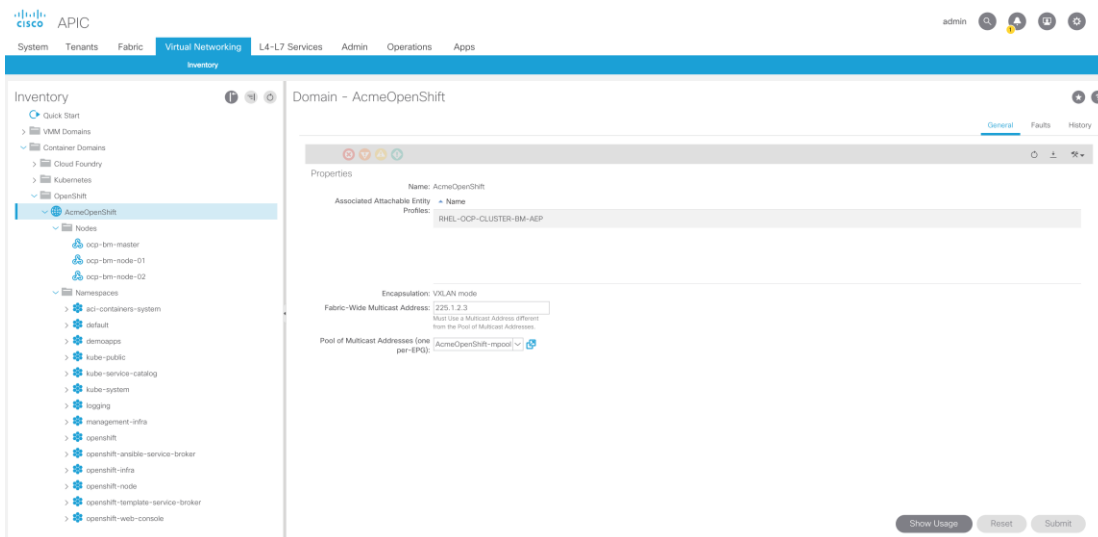 CISCO APIC
admin
1
System Tenants Fabric Virtual Networking L4-L7 Services Admin Operations Apps
Inventory
Inventory
Quick Start
VMM Domains
Container Domains
Cloud Foundry
Kubernetes
OpenShift
AcmeOpenShift
Nodes
ocp-bm-master
ocp-bm-node-01
ocp-bm-node-02
Namespaces
aci-containers-system
default
demoapps
kube-public
kube-service-catalog
kube-system
logging
management-infra
openshift
openshift-ansible-service-broker
openshift-infra
openshift-node
openshift-template-service-broker
openshift-web-console
Domain - AcmeOpenShift
General Faults History
Properties
Name: AcmeOpenShift
Associated Attachable Entity
Profiles:
Name
RHEL-OCP-CLUSTER-BM-AEP
Encapsulation: VXLAN mode
Fabric-Wide Multicast Address: 225.1.2.3
Must Use a Multicast Address different
from the Pool of Multicast Addresses.
Pool of Multicast Addresses (one
per-EPG):
AcmeOpenShift-mpool
Show Usage Reset Submit